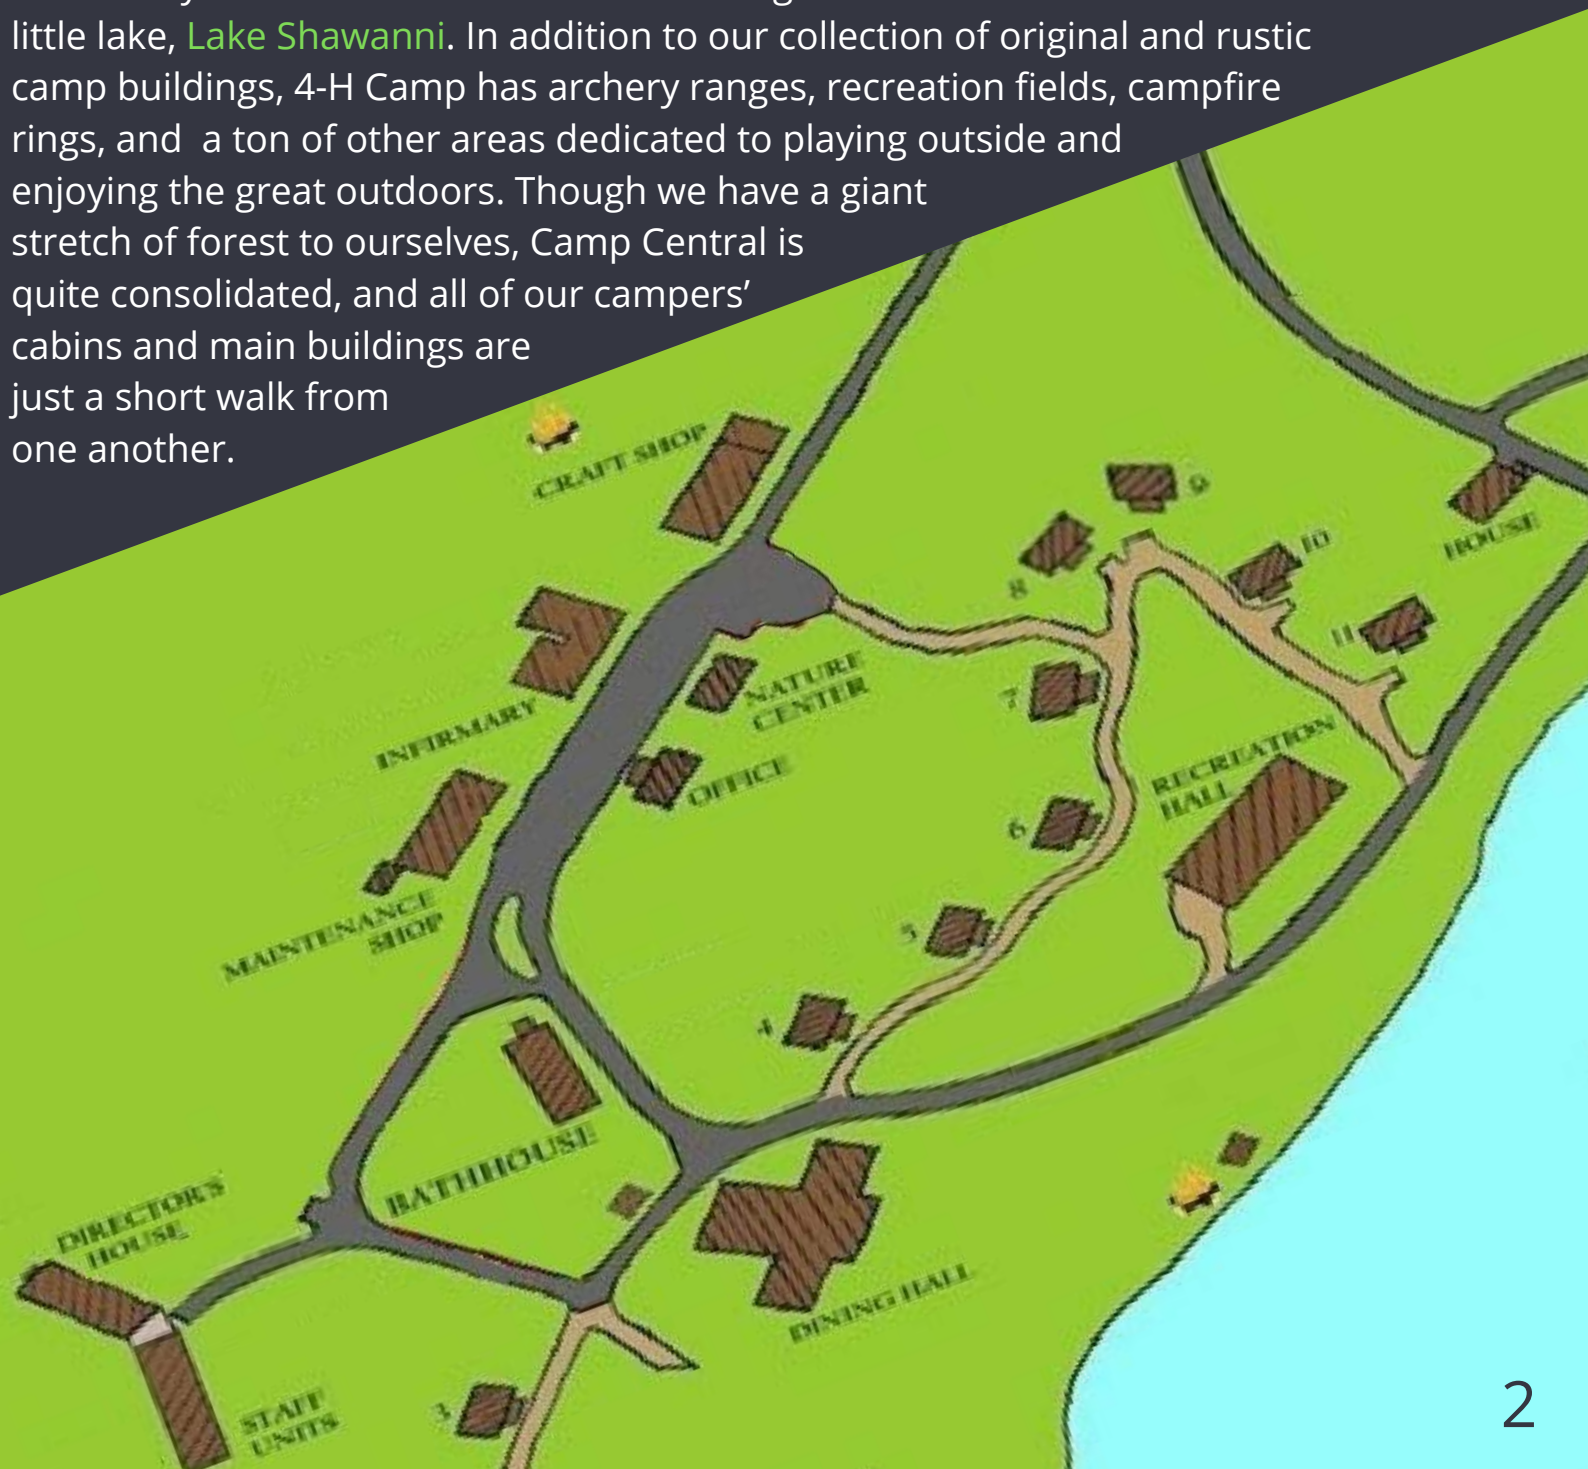 little lake, Lake Shawanni. In addition to our collection of original and rustic
camp buildings, 4-H Camp has archery ranges, recreation fields, campfire
rings, and  a ton of other areas dedicated to playing outside and
enjoying the great outdoors. Though we have a giant
stretch of forest to ourselves, Camp Central is
quite consolidated, and all of our campers’
cabins and main buildings are
just a short walk from
one another.
CRAFT SHOP
9
10
HOUSE
8
11
NATURE
CENTER
7
INFIRMARY
RECREATION
HALL
OFFICE
6
MAINTENANCE
SHOP
5
4
BATHHOUSE
DIRECTOR'S
HOUSE
DINING HALL
3
STAFF
UNITS
2